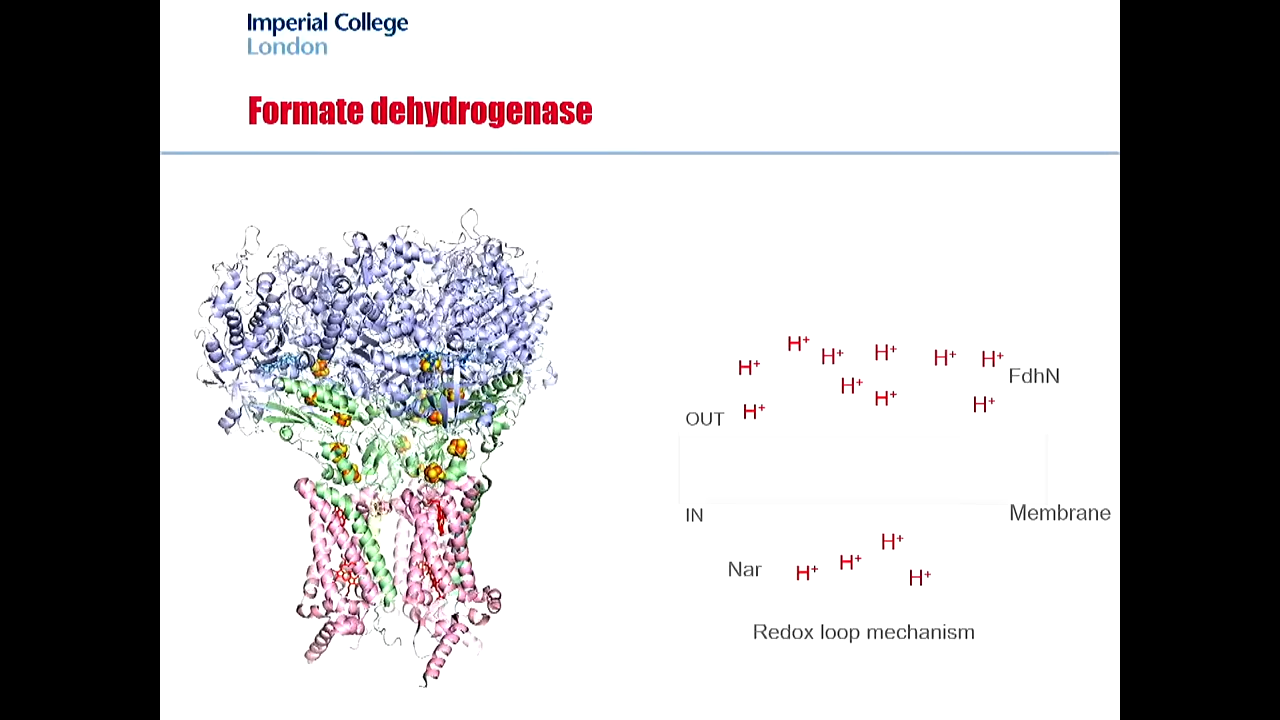 Imperial College
London
Formate dehydrogenase
H⁺ H⁺ H⁺ H⁺ H⁺ H⁺
FdhN
H⁺ H⁺ H⁺ H⁺
OUT
IN
Membrane
Nar
H⁺ H⁺ H⁺ H⁺
Redox loop mechanism